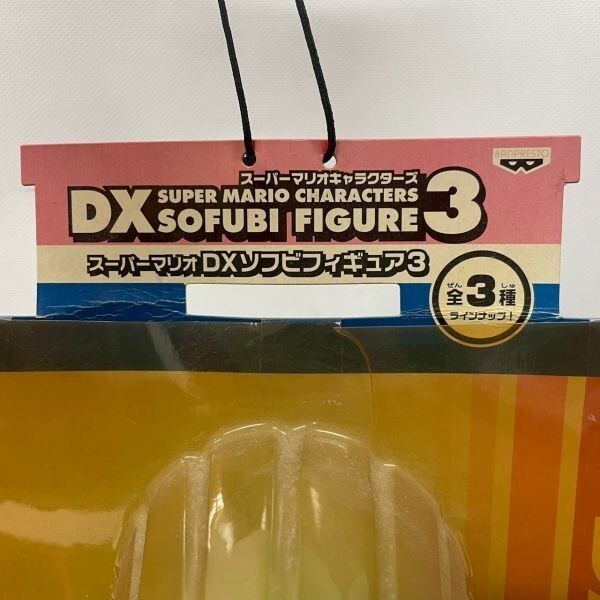 BANPRESTO
スーパーマリオキャラクターズ
DX SUPER MARIO CHARACTERS
SOFUBI FIGURE 3
スーパーマリオDXソフビフィギュア3
ぜん しゅ
全3種
ラインナップ!